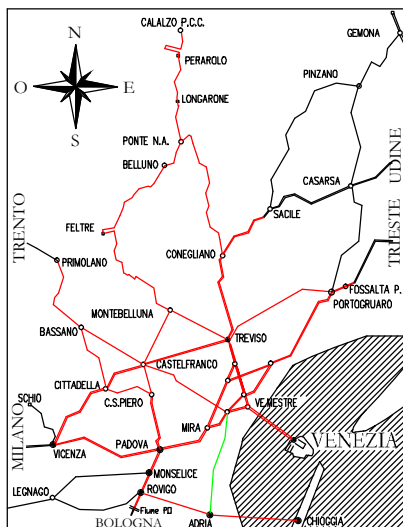 CALALZO P.C.C.
GEMONA
N
PERAROLO
O E
PINZANO
LONGARONE
S
PONTE N.A.
UDINE
BELLUNO
CASARSA
SACILE
TRENTO
FELTRE
TRIESTE
CONEGLIANO
PRIMOLANO
FOSSALTA P.
PORTOGRUARO
MONTEBELLUNA
BASSANO
TREVISO
CASTELFRANCO
CITTADELLA
SCHIO
C.S.PIERO
VE.MESTRE
MIRA
MILANO
VENEZIA
PADOVA
VICENZA
MONSELICE
LEGNAGO
ROVIGO
Fiume PO
BOLOGNA
ADRIA
CHIOGGIA